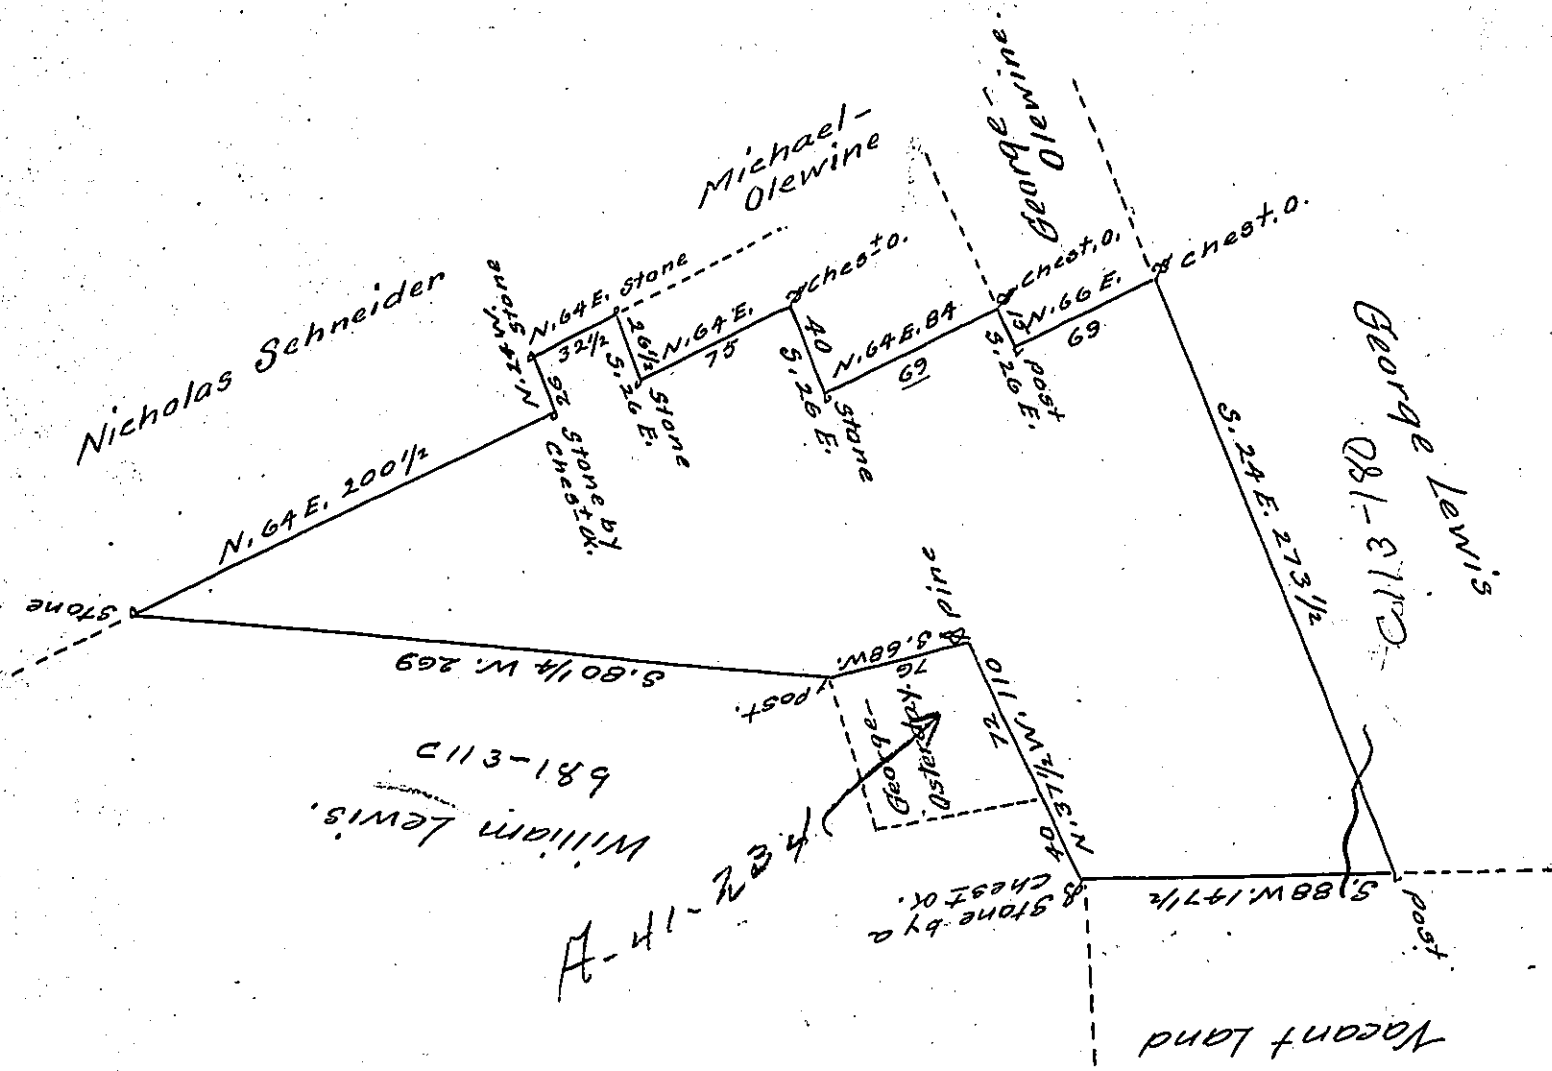 Nicholas Schneider
Michael-
Olewine
George-
Olewine.
George Lewis
C113-180
Vacant Land
William Lewis.
C113-189
A-41-234
George-
Stone
N. 64 E. 200 1/2
Stone by
Chest. ok.
N. 24 W.
26
Stone
N. 64 E.
32 1/2
Stone
26 1/2
S. 26 E.
Stone
N. 64 E.
75
Chest. o.
40
S. 26 E.
Stone
N. 64 E. 84
69
Chest. o.
15
S. 26 E.
post
N. 66 E.
69
Chest. o.
S. 24 E. 273 1/2
post
S. 88 W. 147 1/2
Stone by a
Chest ok.
N. 37 1/2 W. 110
40
72
pine
S. 68 W.
76
post.
S. 80 1/4 W. 269